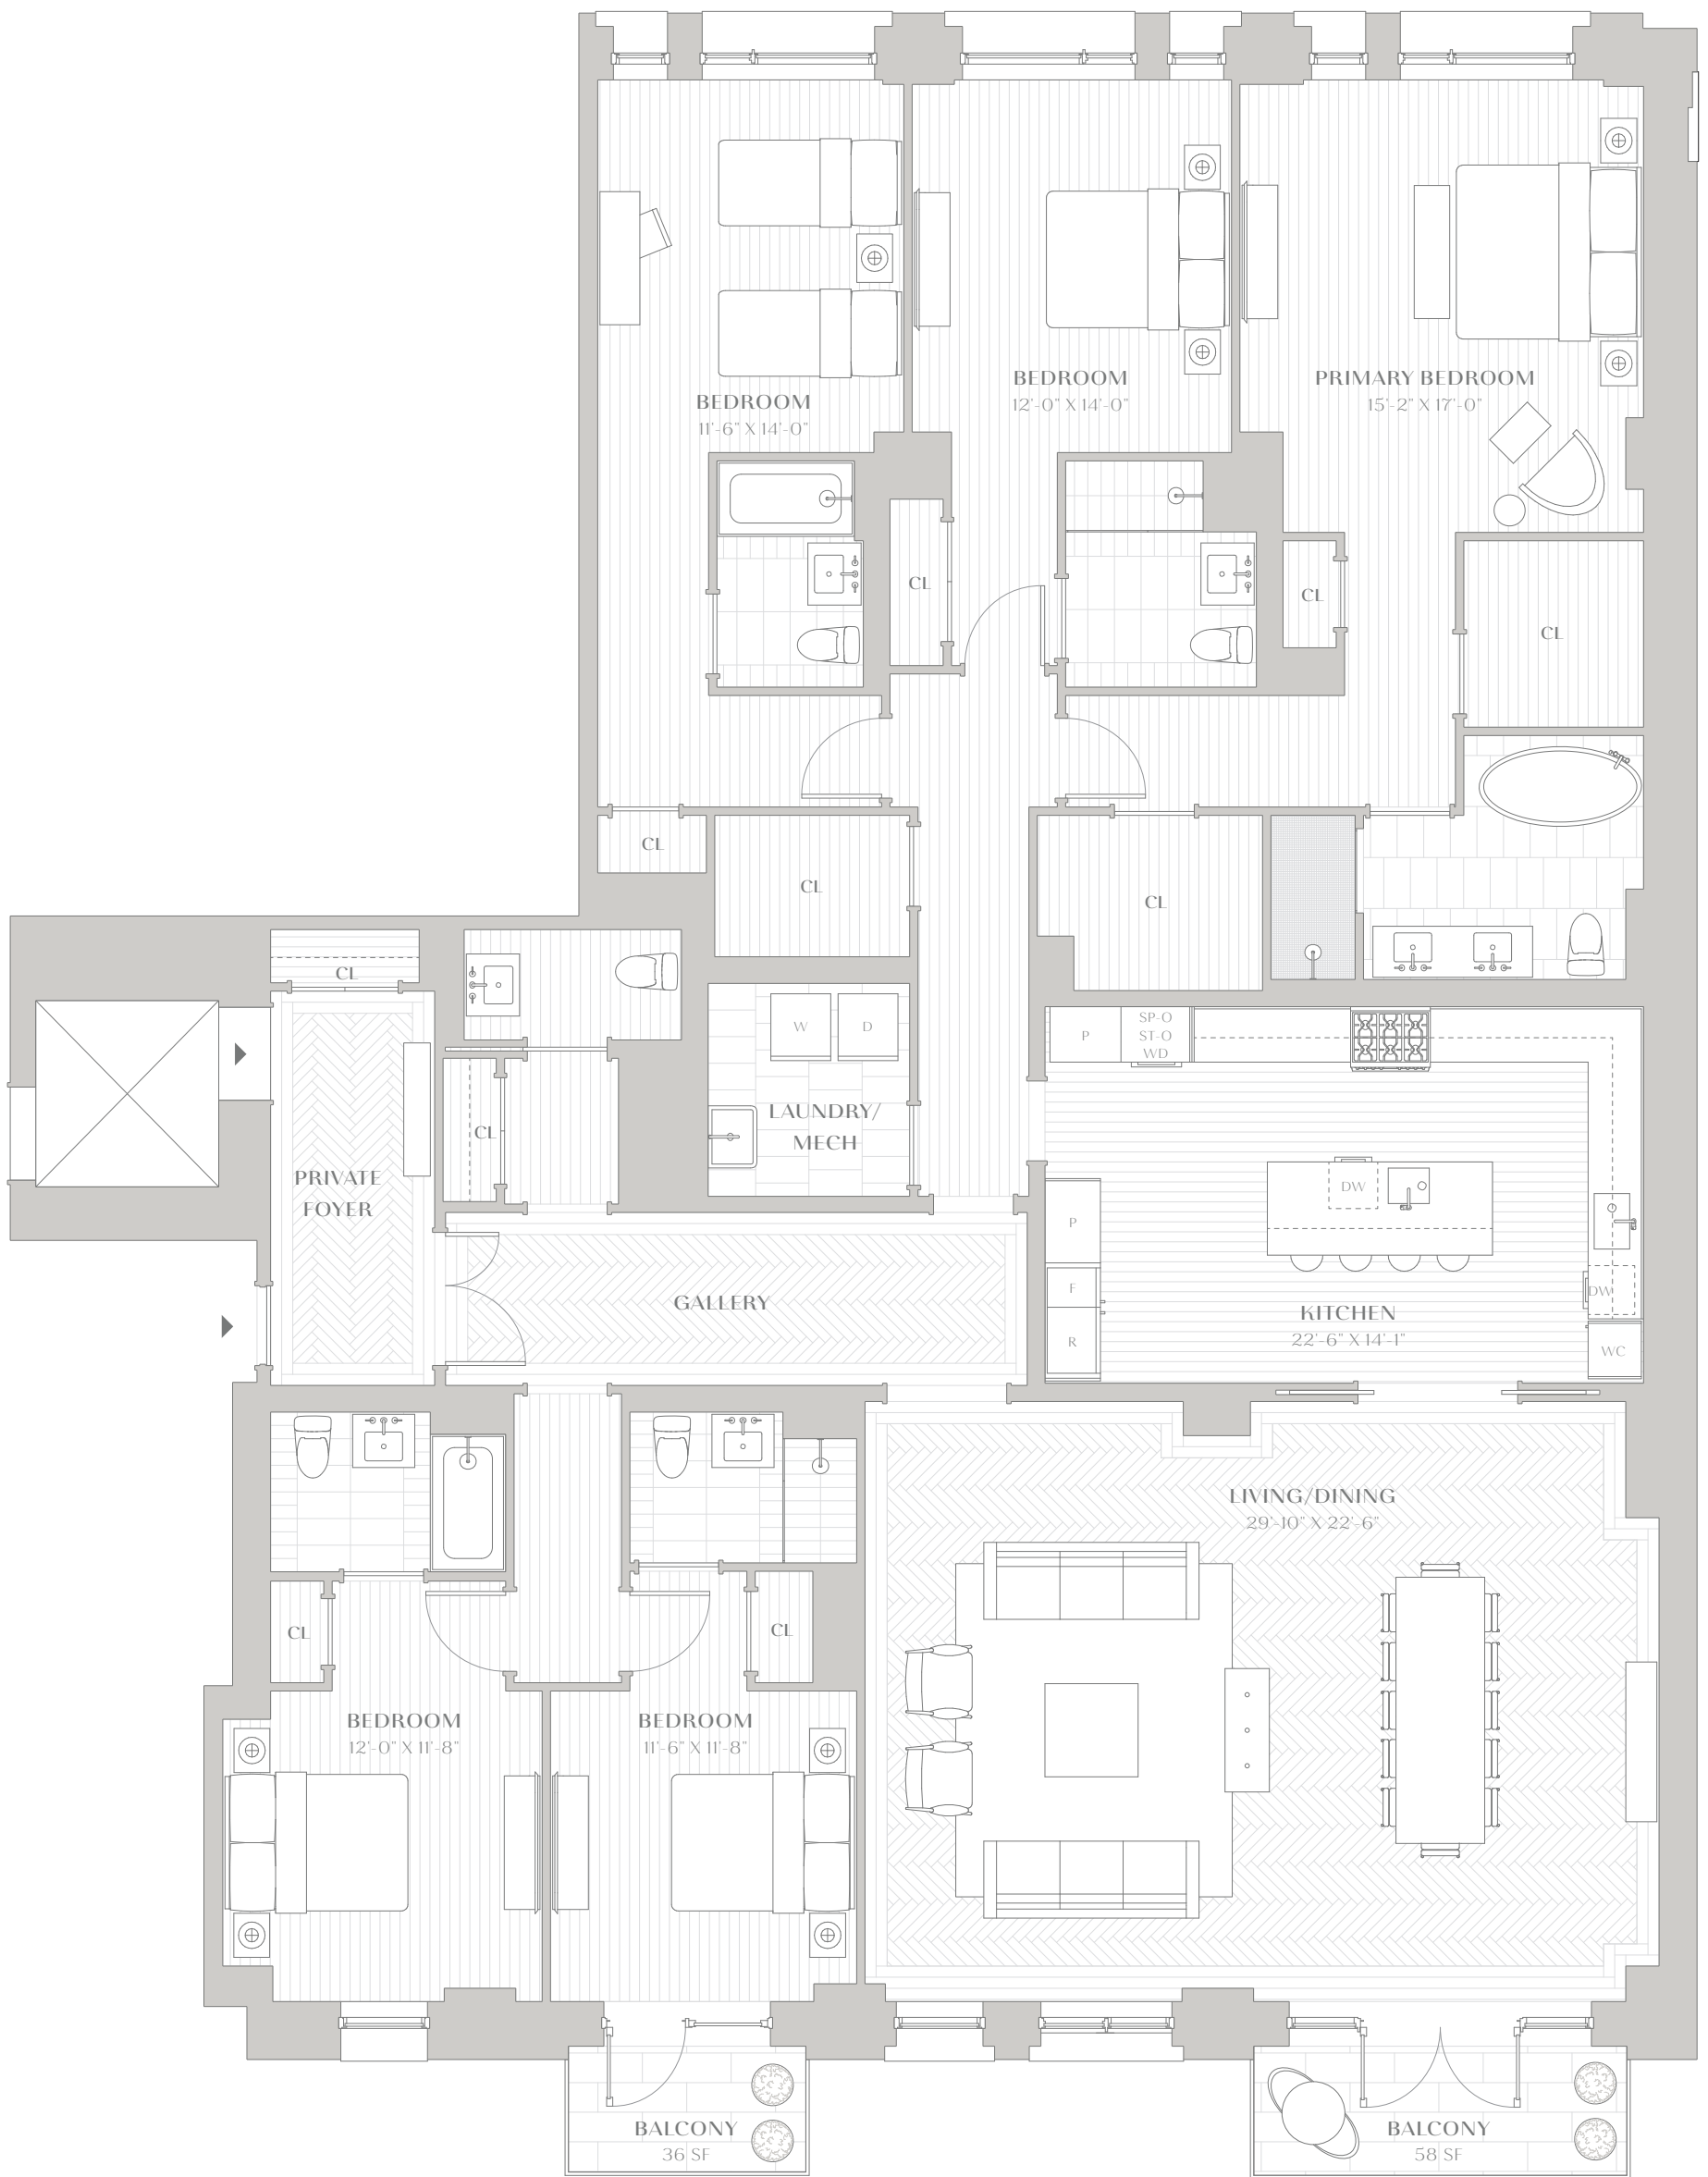 BEDROOM
12'-0" X 14'-0"
PRIMARY BEDROOM
15'-2" X 17'-0"
BEDROOM
11'-6" X 14'-0"
CL
CL
CL
CL
CL
CL
CL
W
D
P
SP-O
ST-O
WD
LAUNDRY/
MECH
CL
PRIVATE
FOYER
DW
P
F
R
GALLERY
DW
KITCHEN
22'-6" X 14'-1"
WC
LIVING/DINING
29'-10" X 22'-6"
CL
CL
BEDROOM
12'-0" X 11'-8"
BEDROOM
11'-6" X 11'-8"
BALCONY
36 SF
BALCONY
58 SF